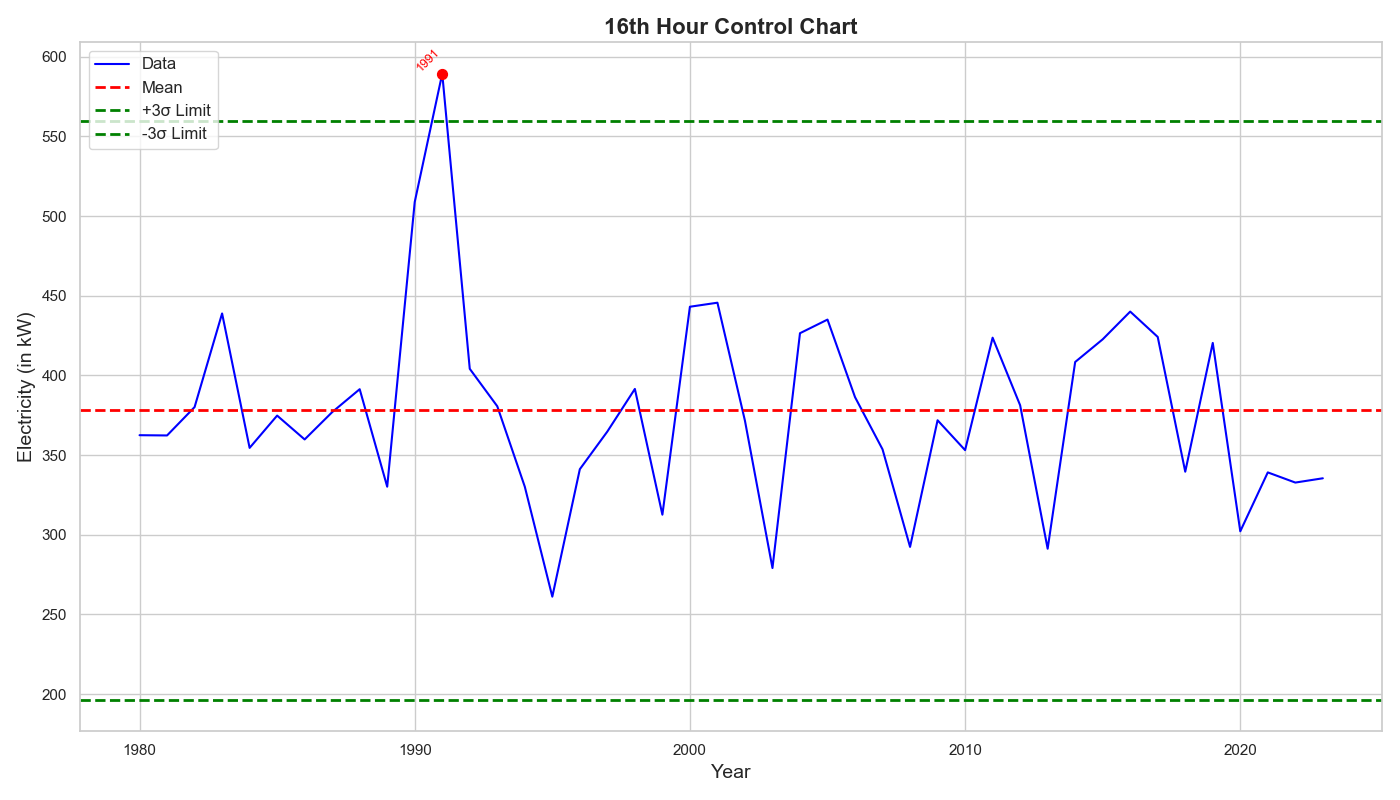 16th Hour Control Chart
Data
Mean
+3σ Limit
-3σ Limit
1991
Electricity (in kW)
600
550
500
450
400
350
300
250
200
1980
1990
2000
2010
2020
Year